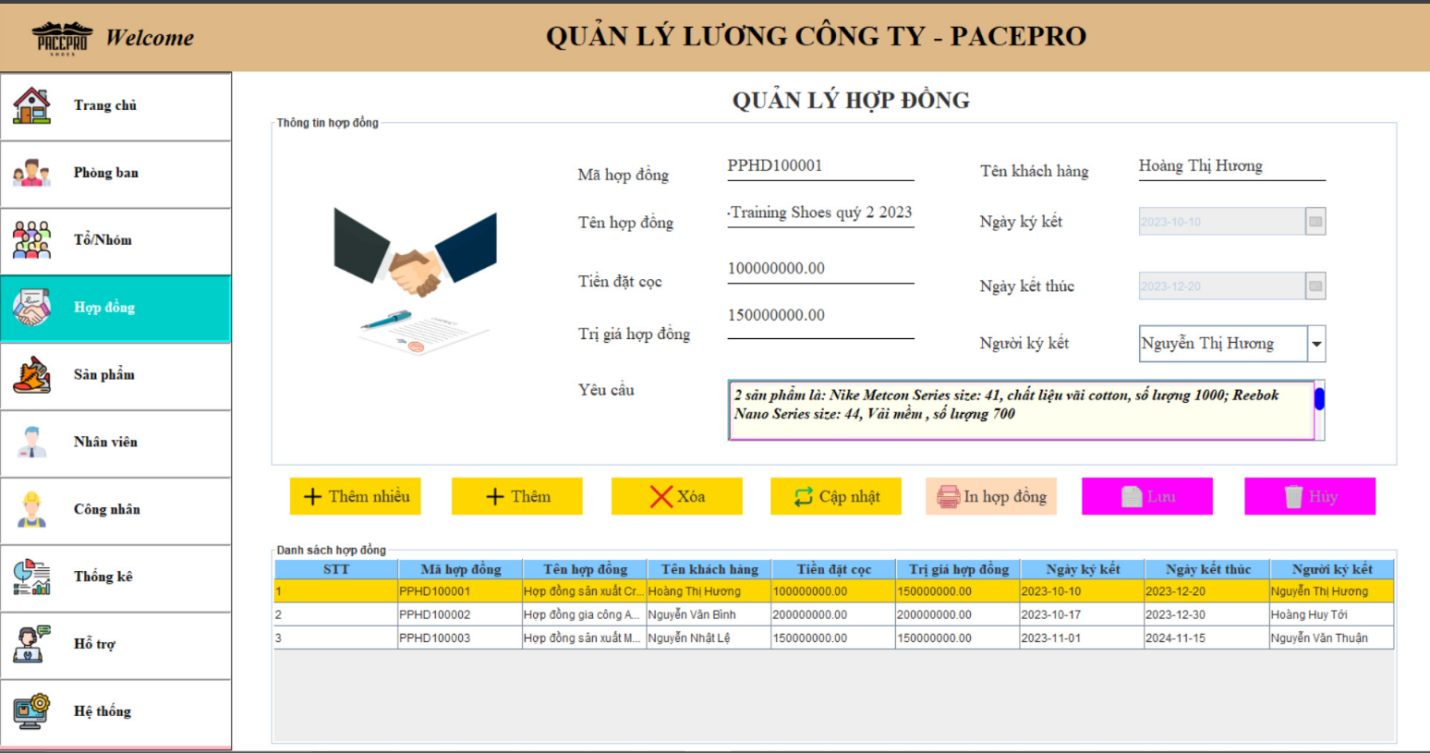 PACEPRO
SHOES
Welcome
QUẢN LÝ LƯƠNG CÔNG TY - PACEPRO
Trang chủ
Phòng ban
Tổ/Nhóm
Hợp đồng
Sản phẩm
Nhân viên
Công nhân
Thống kê
Hỗ trợ
Hệ thống
QUẢN LÝ HỢP ĐỒNG
Thông tin hợp đồng
Mã hợp đồng PPHD100001 Tên khách hàng Hoàng Thị Hương
Tên hợp đồng -Training Shoes quý 2 2023 Ngày ký kết 2023-10-10
Tiền đặt cọc 100000000.00 Ngày kết thúc 2023-12-20
Trị giá hợp đồng 150000000.00 Người ký kết Nguyễn Thị Hương
Yêu cầu
2 sản phẩm là: Nike Metcon Series size: 41, chất liệu vãi cotton, số lượng 1000; Reebok
Nano Series size: 44, Vải mềm , số lượng 700
Thêm nhiều Thêm Xóa Cập nhật In hợp đồng Lưu Hủy
Danh sách hợp đồng
STT Mã hợp đồng Tên hợp đồng Tên khách hàng Tiền đặt cọc Trị giá hợp đồng Ngày ký kết Ngày kết thúc Người ký kết
1 PPHD100001 Hợp đồng sản xuất Cr... Hoàng Thị Hương 100000000.00 150000000.00 2023-10-10 2023-12-20 Nguyễn Thị Hương
2 PPHD100002 Hợp đồng gia công A... Nguyễn Văn Bình 200000000.00 200000000.00 2023-10-17 2023-12-30 Hoàng Huy Tới
3 PPHD100003 Hợp đồng sản xuất M... Nguyễn Nhật Lệ 150000000.00 150000000.00 2023-11-01 2024-11-15 Nguyễn Văn Thuận